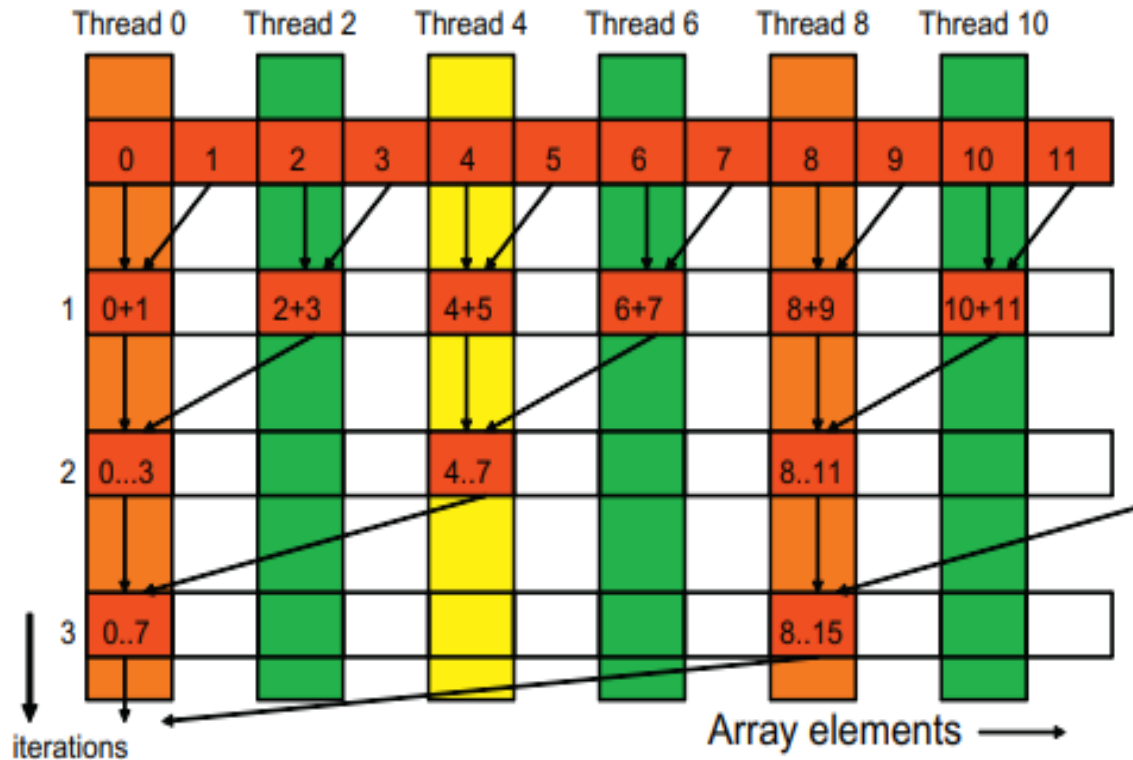 Thread 0 Thread 2 Thread 4 Thread 6 Thread 8 Thread 10
0 1 2 3 4 5 6 7 8 9 10 11
1 0+1 2+3 4+5 6+7 8+9 10+11
2 0...3 4..7 8..11
3 0..7 8..15
iterations Array elements